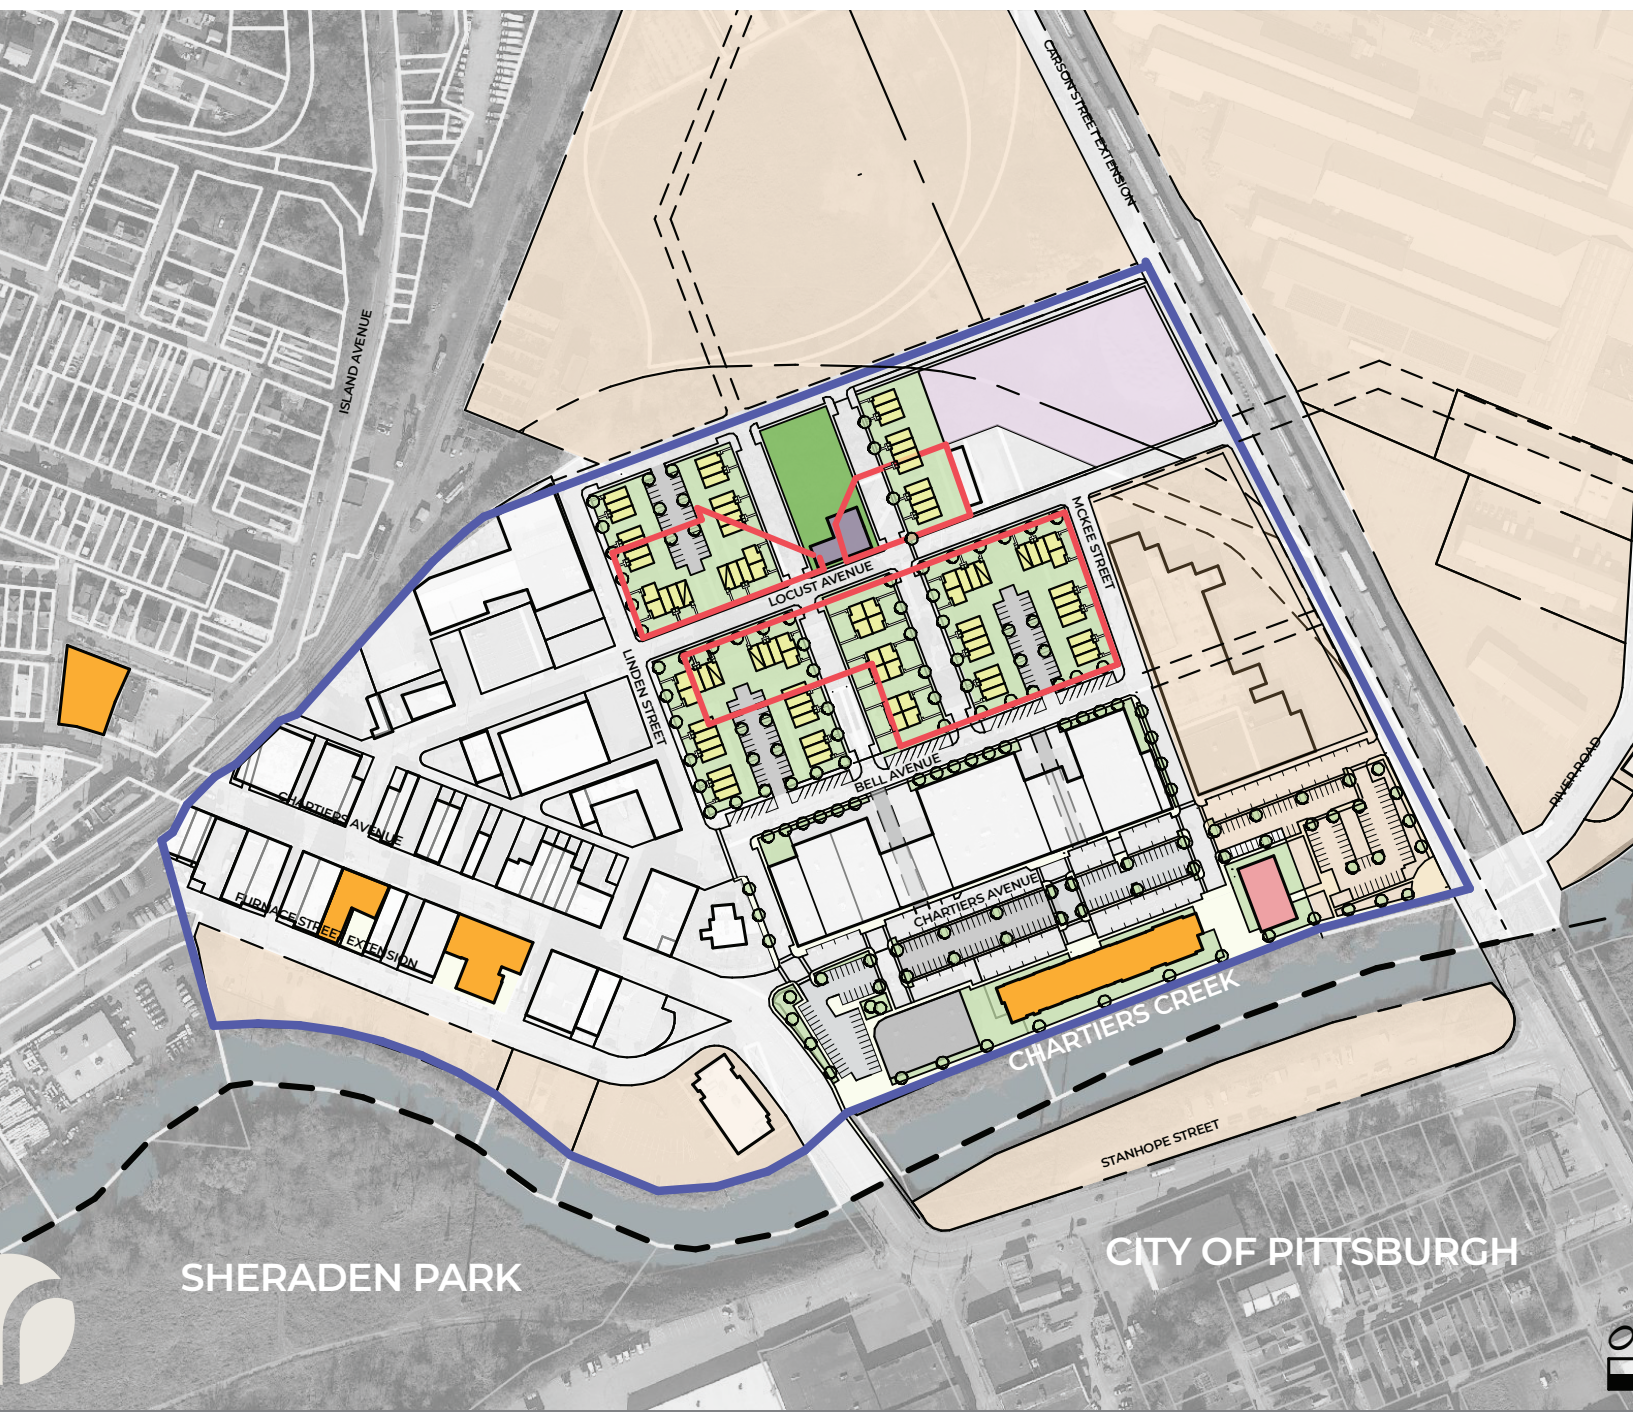 CARSON STREET EXTENSION
ISLAND AVENUE
MCKEE STREET
LOCUST AVENUE
LINDEN STREET
RIVER ROAD
BELL AVENUE
CHARTIERS AVENUE
CHARTIERS AVENUE
FURNACE STREET EXTENSION
CHARTIERS CREEK
STANHOPE STREET
CITY OF PITTSBURGH
SHERADEN PARK
0